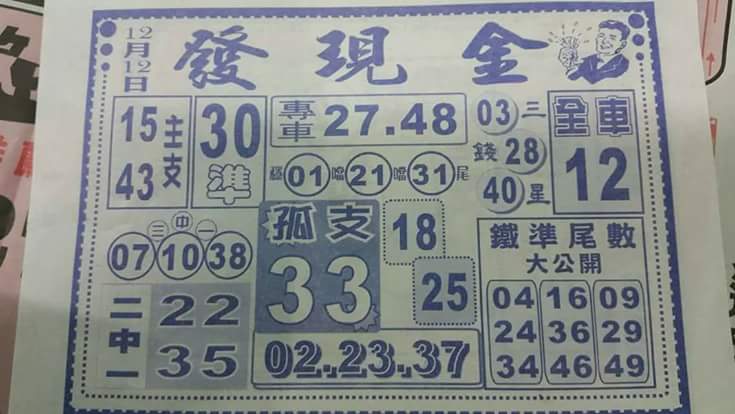 12月12日
發現金
15
43
主支
30
準
專車
27.48
01
21
31
尾
03
28
40
三
錢
星
全車
12
三中一
07 10 38
二中一
22
35
孤支
33
18
25
02.23.37
鐵準尾數
大公開
04 16 09
24 36 29
34 46 49